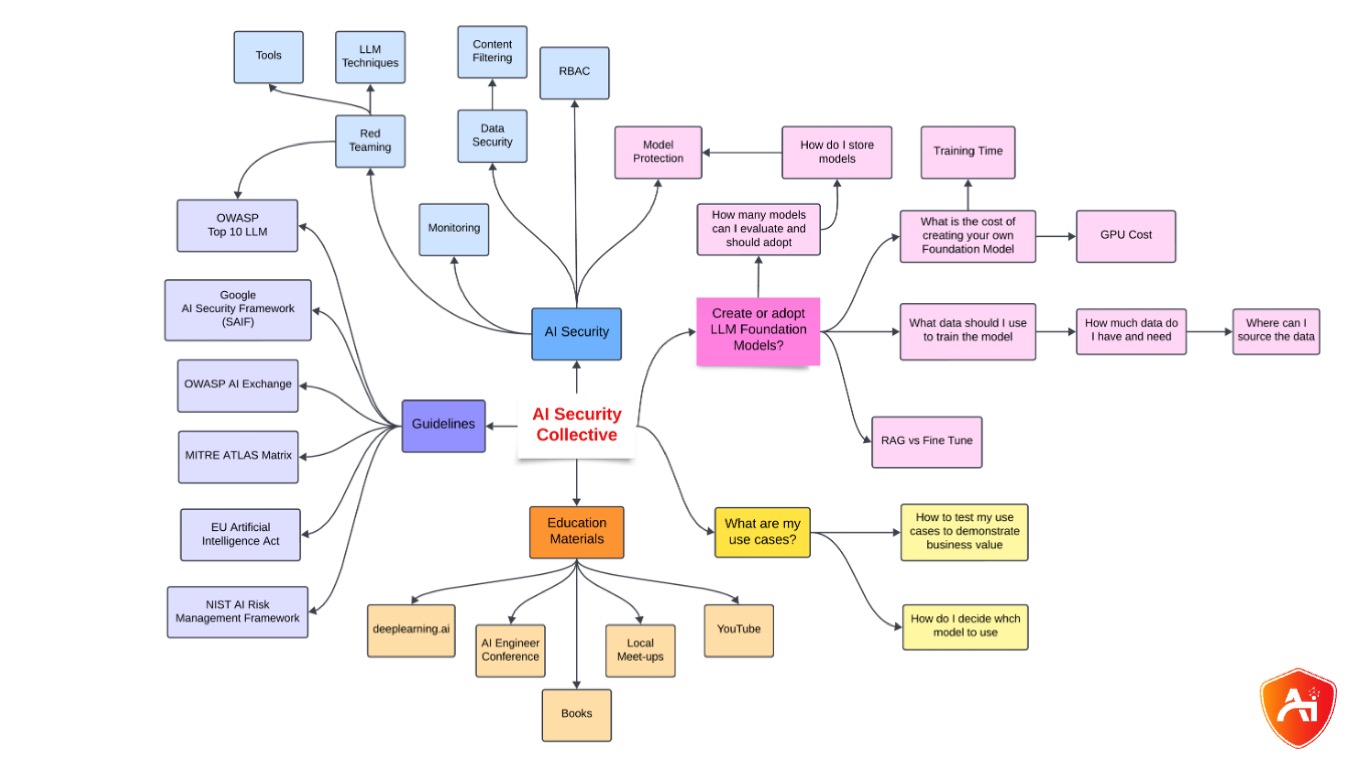 Tools
LLM
Techniques
Content
Filtering
RBAC
Red
Teaming
Data
Security
Model
Protection
How do I store
models
Training Time
OWASP
Top 10 LLM
Monitoring
How many models
can I evaluate and
should adopt
What is the cost of
creating your own
Foundation Model
GPU Cost
Google
AI Security Framework
(SAIF)
AI Security
Create or adopt
LLM Foundation
Models?
What data should I use
to train the model
How much data do
I have and need
Where can I
source the data
OWASP AI Exchange
Guidelines
AI Security
Collective
RAG vs Fine Tune
MITRE ATLAS Matrix
EU Artificial
Intelligence Act
Education
Materials
What are my
use cases?
How to test my use
cases to demonstrate
business value
NIST AI Risk
Management Framework
deeplearning.ai
AI Engineer
Conference
Local
Meet-ups
YouTube
How do I decide whch
model to use
Books
Ai